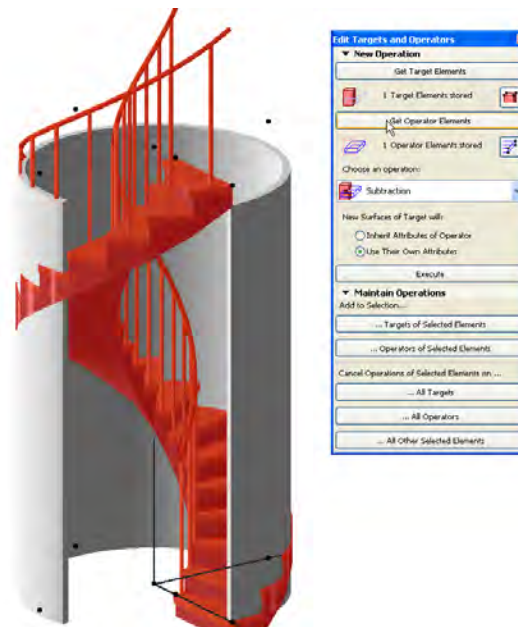 Edit Targets and Operators
New Operation
Get Target Elements
1 Target Elements stored
Get Operator Elements
1 Operator Elements stored
Choose an operation:
Subtraction
New Surfaces of Target will:
Inherit Attributes of Operator
Use Their Own Attributes
Execute
Maintain Operations
Add to Selection...
... Targets of Selected Elements
... Operators of Selected Elements
Cancel Operations of Selected Elements on ...
... All Targets
... All Operators
... All Other Selected Elements